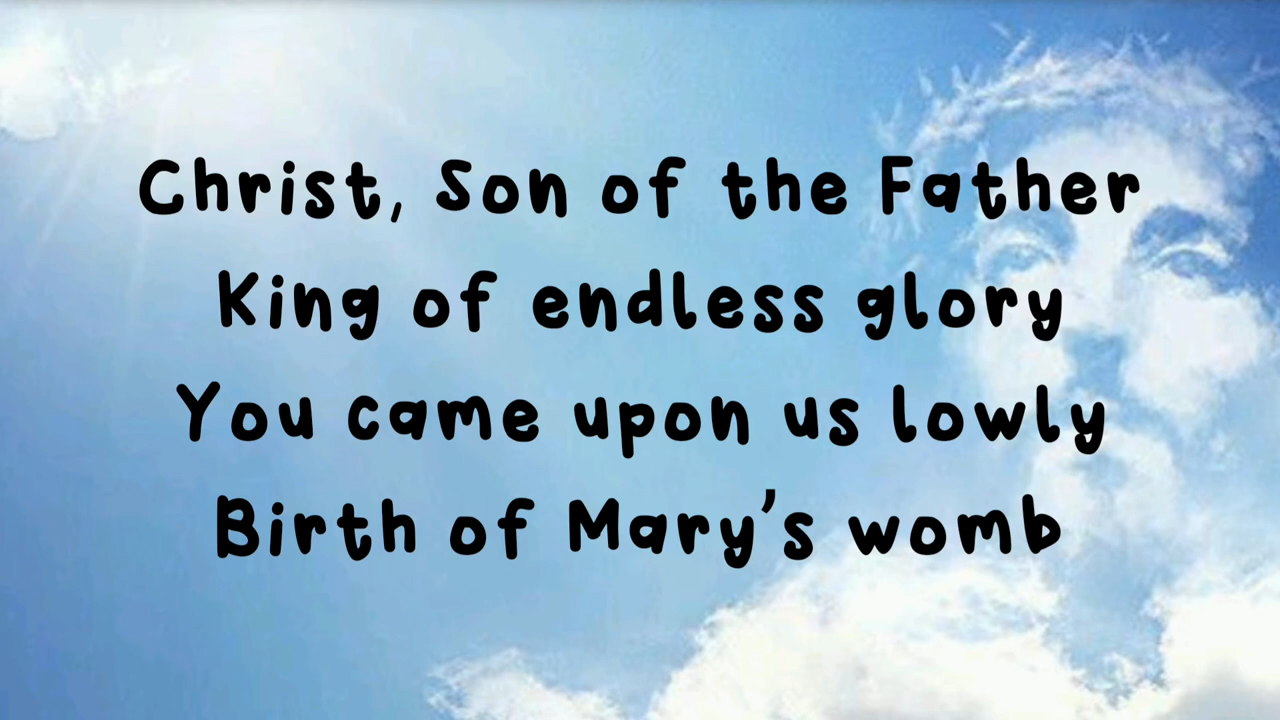 Christ, Son of the Father
King of endless glory
You came upon us lowly
Birth of Mary's womb